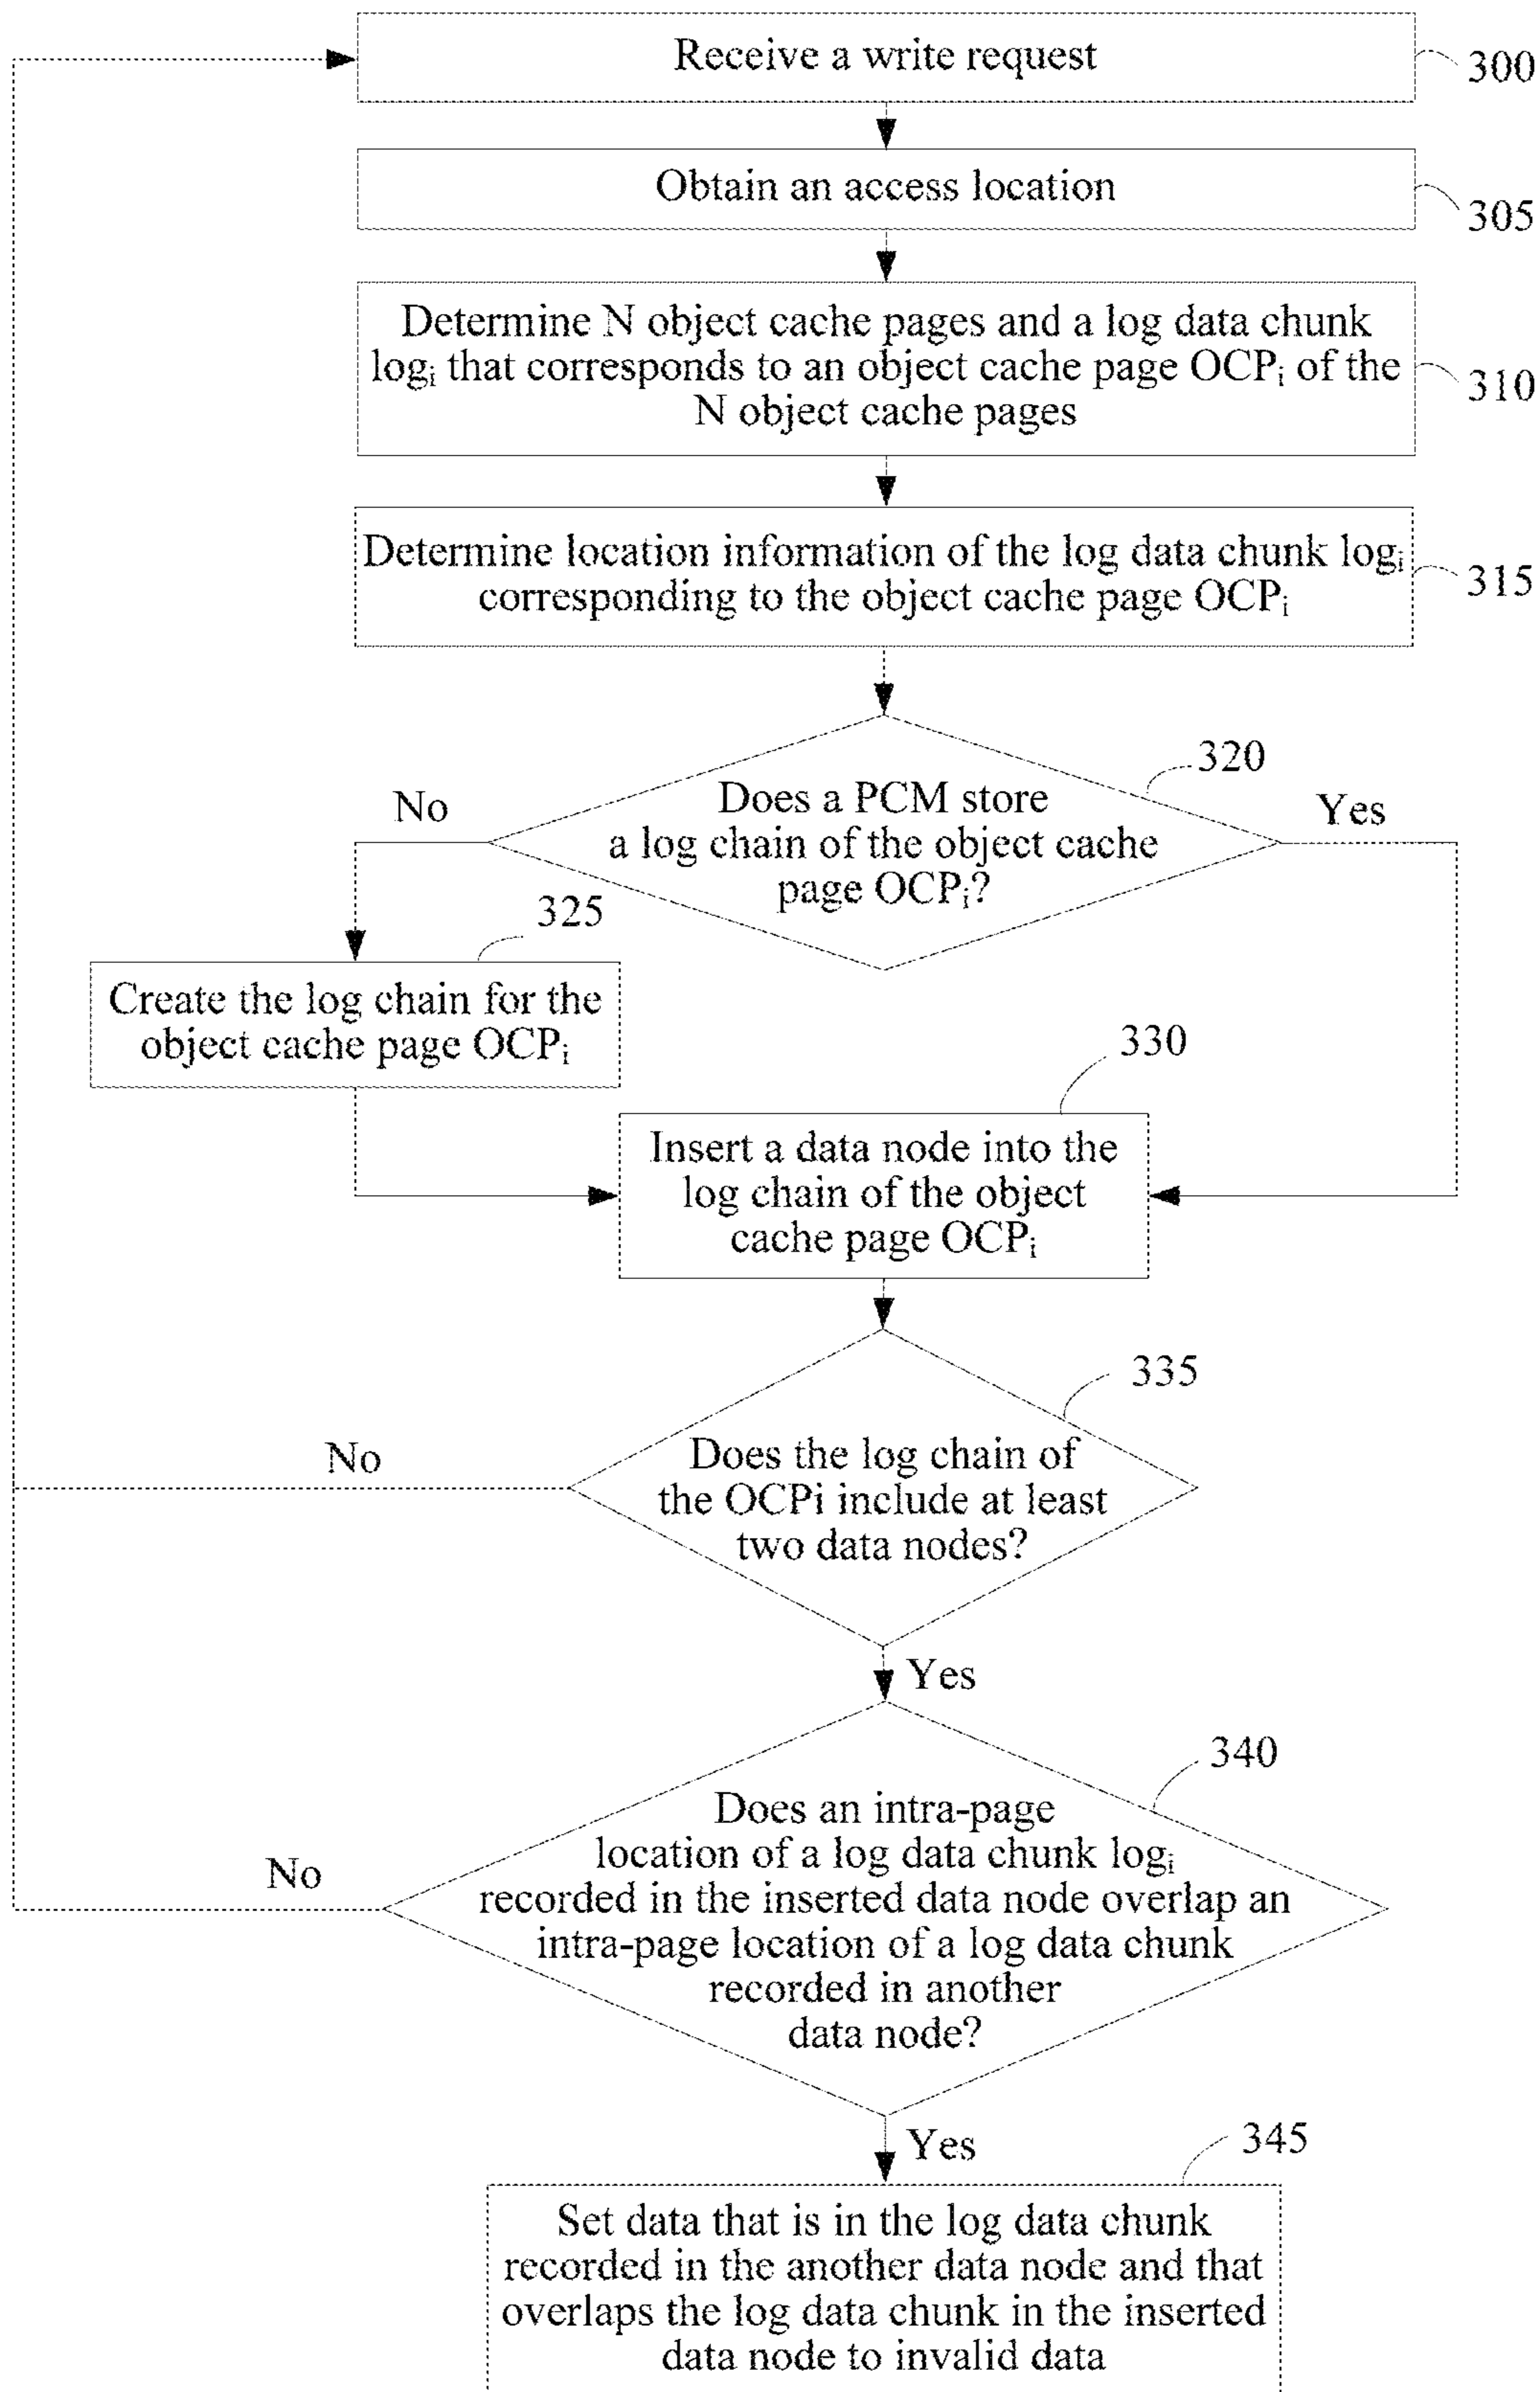 Receive a write request
300
Obtain an access location
305
Determine N object cache pages and a log data chunk
logᵢ that corresponds to an object cache page OCPᵢ of the
N object cache pages
310
Determine location information of the log data chunk logᵢ
corresponding to the object cache page OCPᵢ
315
320
No
Does a PCM store
a log chain of the object cache
page OCPᵢ?
Yes
325
Create the log chain for the
object cache page OCPᵢ
330
Insert a data node into the
log chain of the object
cache page OCPᵢ
335
No
Does the log chain of
the OCPi include at least
two data nodes?
Yes
340
No
Does an intra-page
location of a log data chunk logᵢ
recorded in the inserted data node overlap an
intra-page location of a log data chunk
recorded in another
data node?
Yes
345
Set data that is in the log data chunk
recorded in the another data node and that
overlaps the log data chunk in the inserted
data node to invalid data